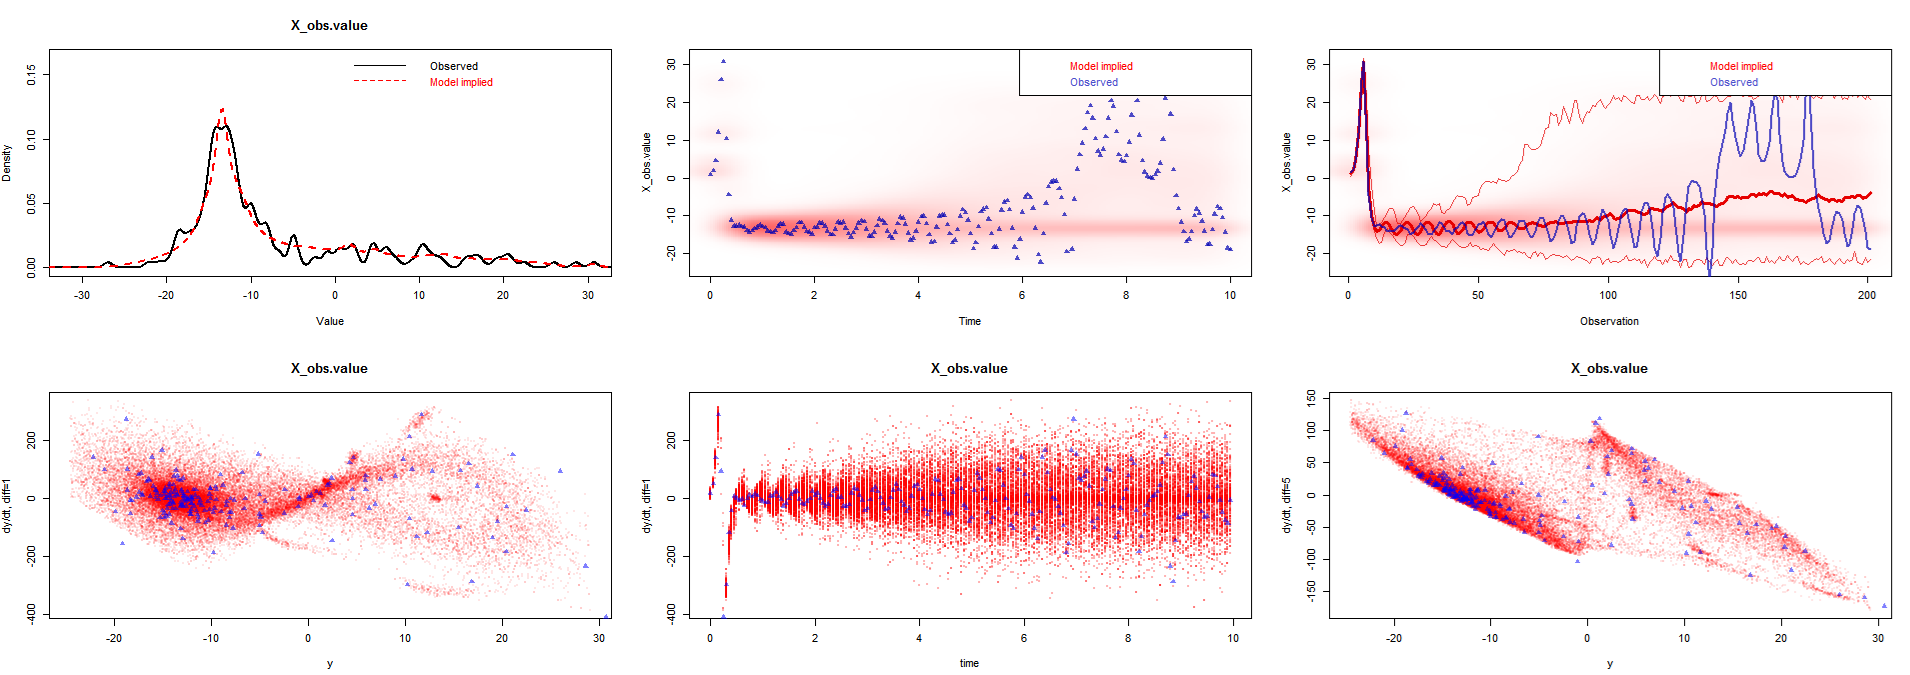 X_obs.value
Density
0.00 0.05 0.10 0.15
Observed
Model implied
-30 -20 -10 0 10 20 30
Value
X_obs.value
-20 -10 0 10 20 30
Model implied
Observed
0 2 4 6 8 10
Time
X_obs.value
-20 -10 0 10 20 30
Model implied
Observed
0 50 100 150 200
Observation
X_obs.value
dy/dt, diff=1
-400 -200 0 200
-20 -10 0 10 20 30
y
X_obs.value
dy/dt, diff=1
-400 -200 0 200
0 2 4 6 8 10
time
X_obs.value
dy/dt, diff=5
-150 -100 -50 0 50 100 150
-20 -10 0 10 20 30
y